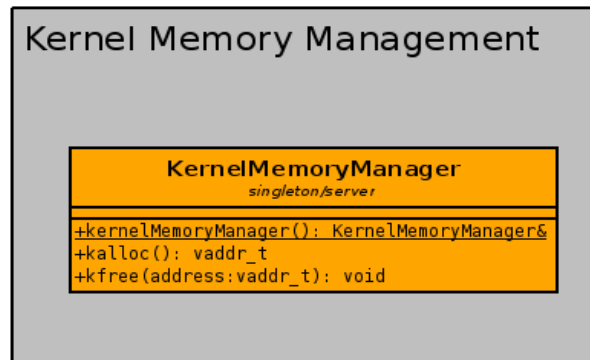 Kernel Memory Management
KernelMemoryManager
singleton/server
+kernelMemoryManager(): KernelMemoryManager&
+kalloc(): vaddr_t
+kfree(address:vaddr_t): void